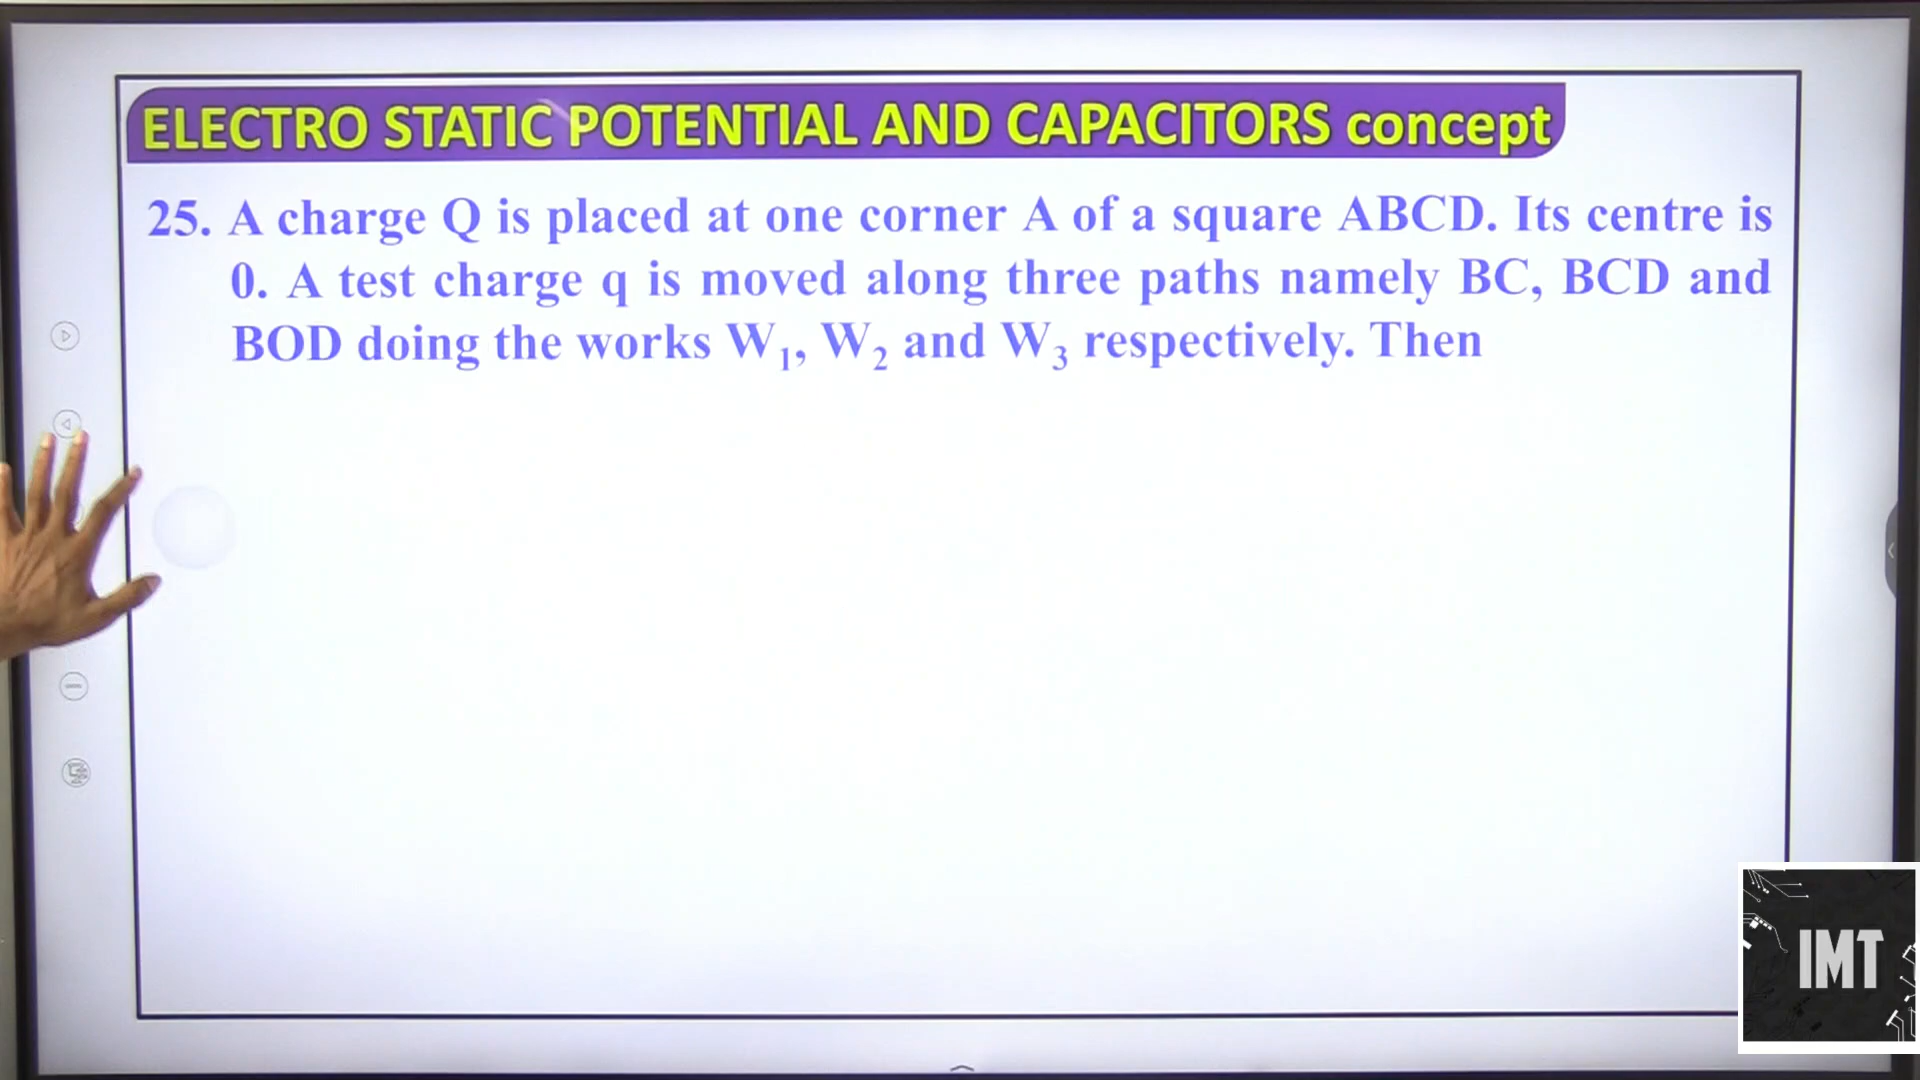 ELECTRO STATIC POTENTIAL AND CAPACITORS concept
25. A charge Q is placed at one corner A of a square ABCD. Its centre is
0. A test charge q is moved along three paths namely BC, BCD and
BOD doing the works W₁, W₂ and W₃ respectively. Then
IMT